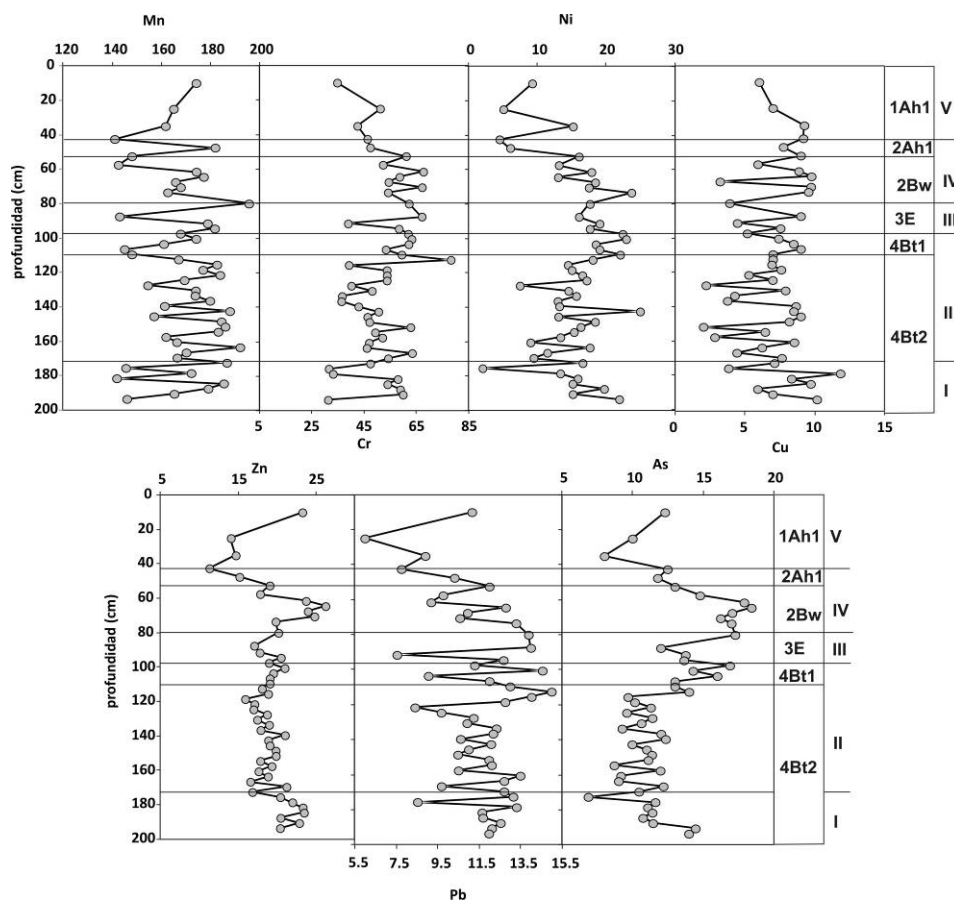 Mn
Ni
120 140 160 180 200
0 10 20 30
profundidad (cm)
0
20
40
60
80
100
120
140
160
180
200
1Ah1 V
2Ah1
2Bw IV
3E III
4Bt1
4Bt2 II
I
5 25 45 65 85
0 5 10 15
Cr
Cu
Zn
As
5 15 25
5 10 15 20
profundidad (cm)
0
20
40
60
80
100
120
140
160
180
200
1Ah1 V
2Ah1
2Bw IV
3E III
4Bt1
4Bt2 II
I
5.5 7.5 9.5 11.5 13.5 15.5
Pb